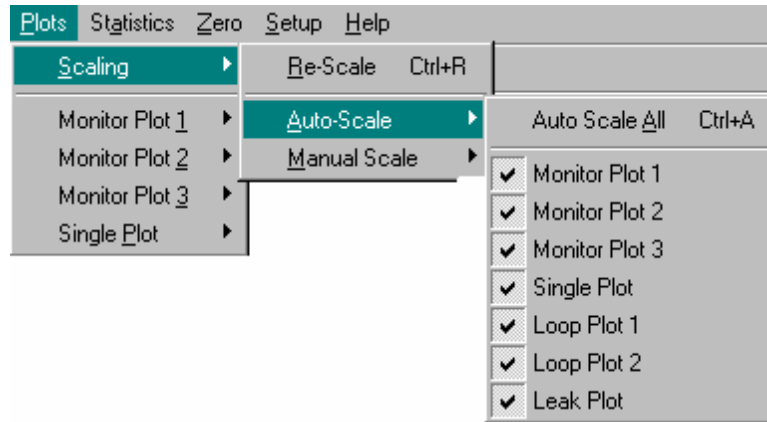 Plots Statistics Zero Setup Help
Scaling
Monitor Plot 1
Monitor Plot 2
Monitor Plot 3
Single Plot
Re-Scale Ctrl+R
Auto-Scale
Manual Scale
Auto Scale All Ctrl+A
Monitor Plot 1
Monitor Plot 2
Monitor Plot 3
Single Plot
Loop Plot 1
Loop Plot 2
Leak Plot